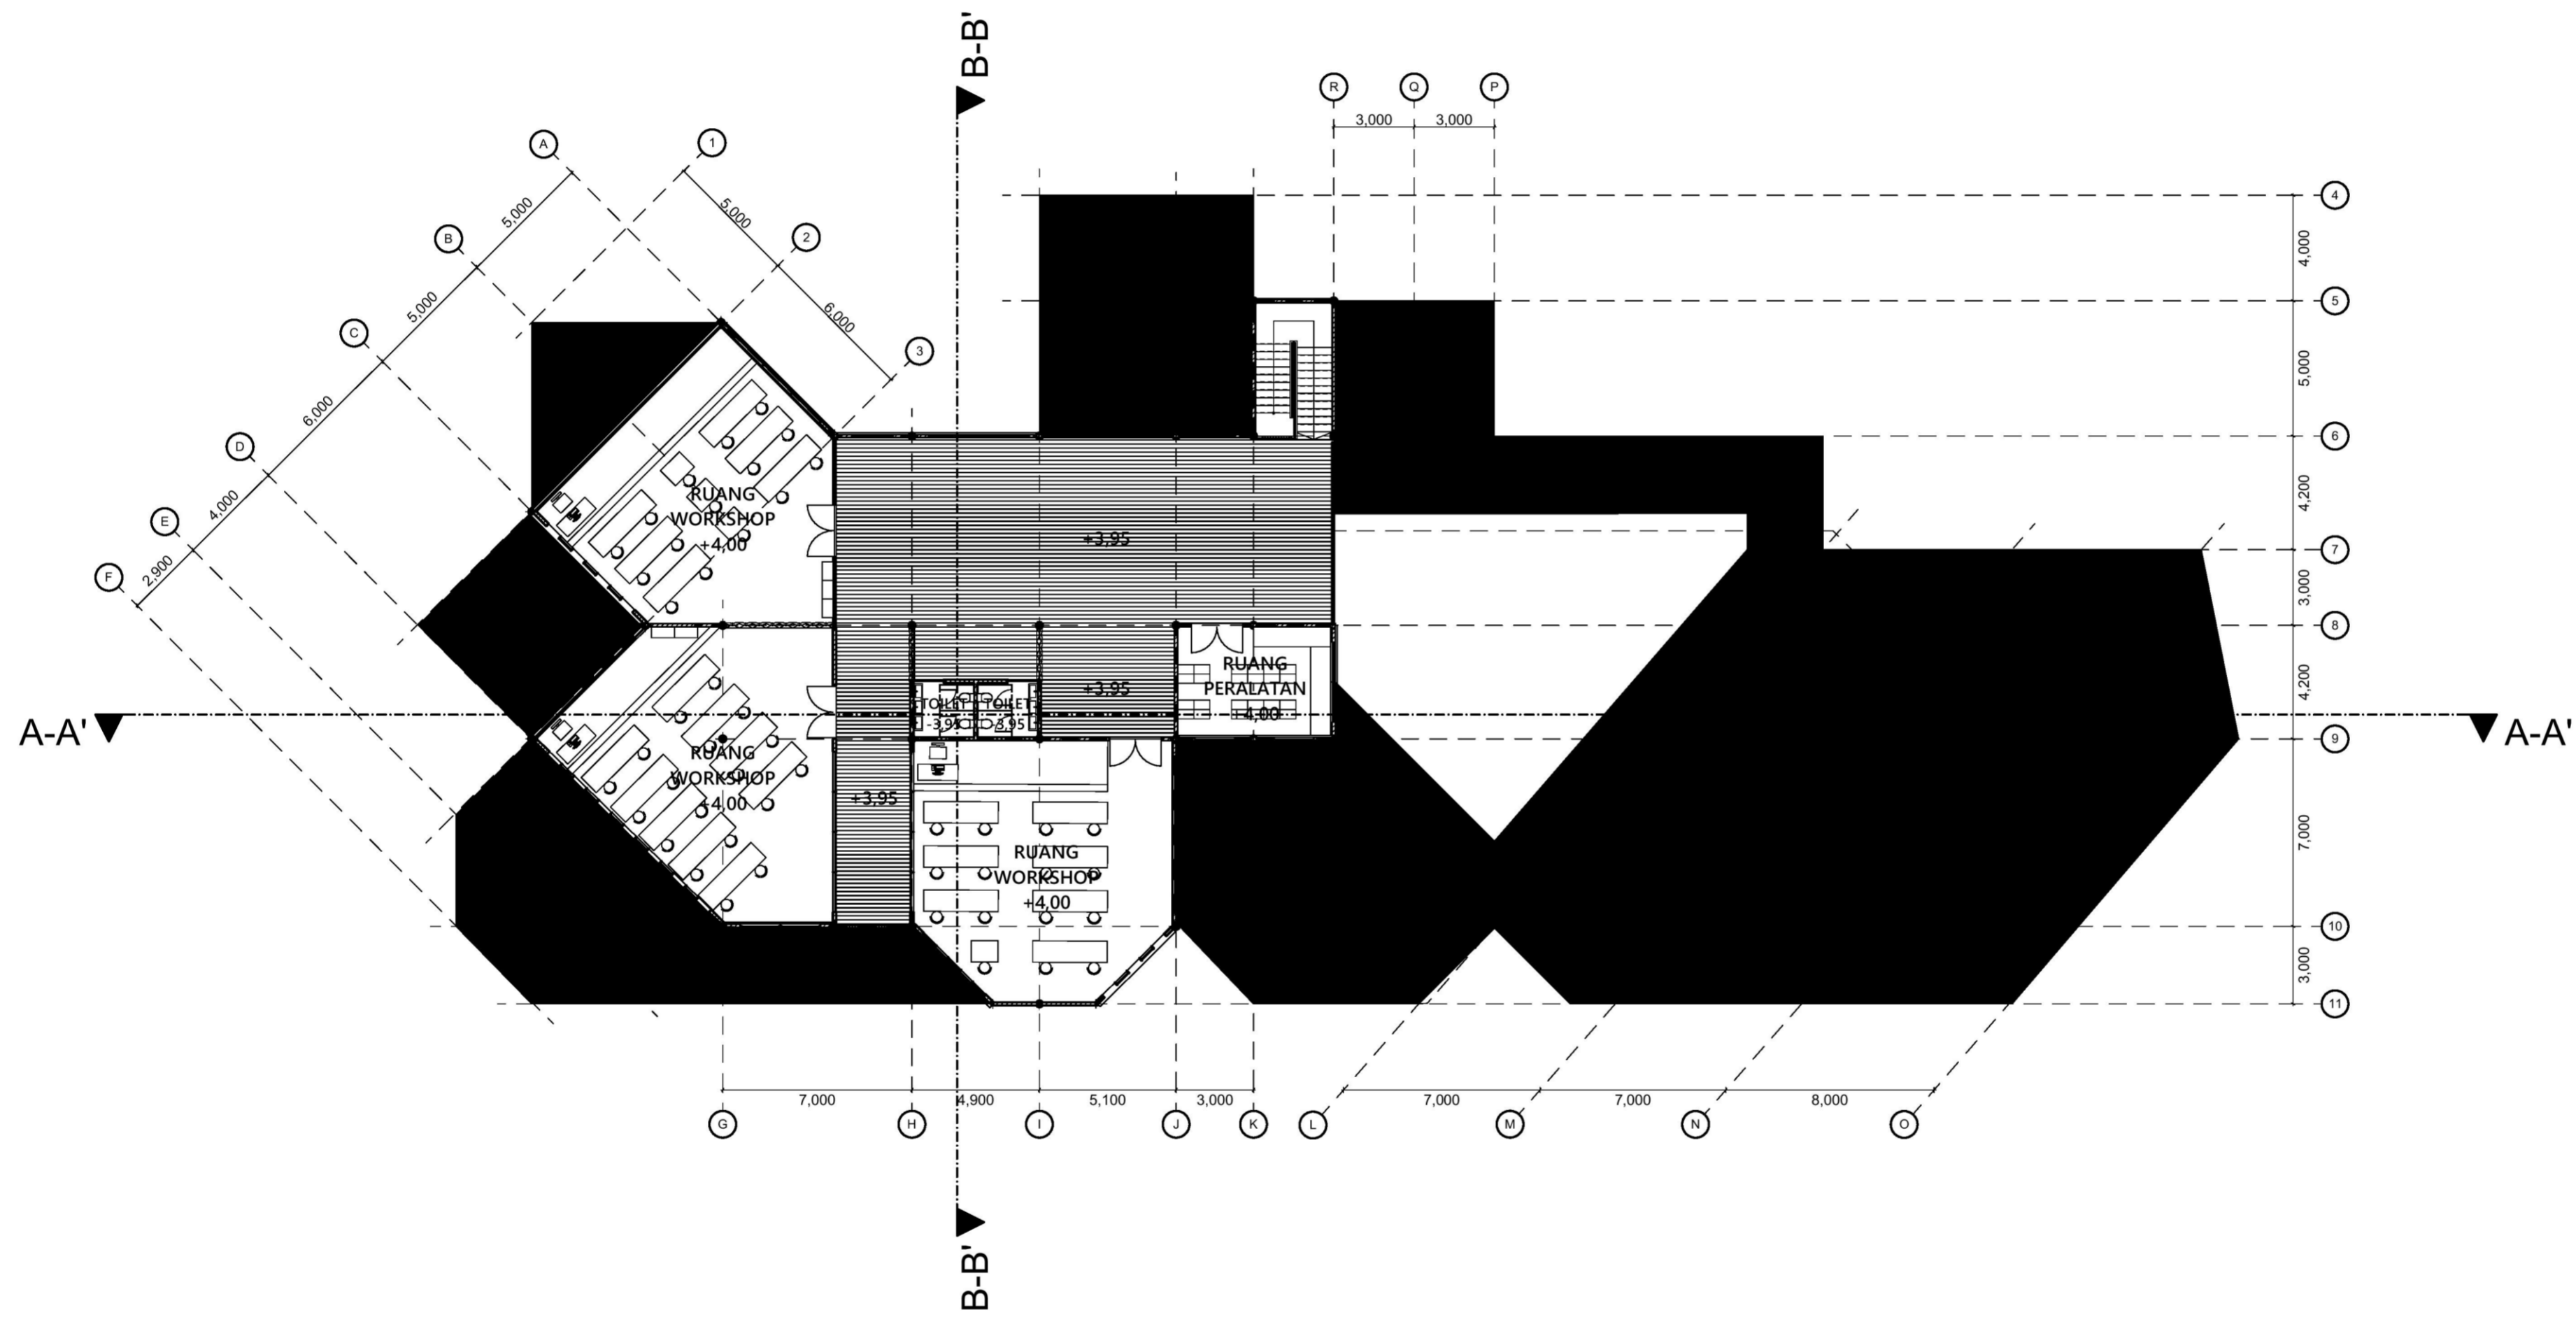 B-B'
R
Q
P
3,000
3,000
A
1
5,000
5,000
B
2
4
4,000
5,000
6,000
C
3
5
5,000
6,000
D
6
4,000
E
4,200
RUANG
WORKSHOP
+4,00
+3,95
7
2,900
F
3,000
8
RUANG
PERALATAN
+4,00
+3,95
4,200
TOILET
-3,95
TOILET
-3,95
A-A'
A-A'
9
RUANG
WORKSHOP
+4,00
+3,95
7,000
RUANG
WORKSHOP
+4,00
10
3,000
11
7,000
4,900
5,100
3,000
7,000
7,000
8,000
G
H
I
J
K
L
M
N
O
B-B'